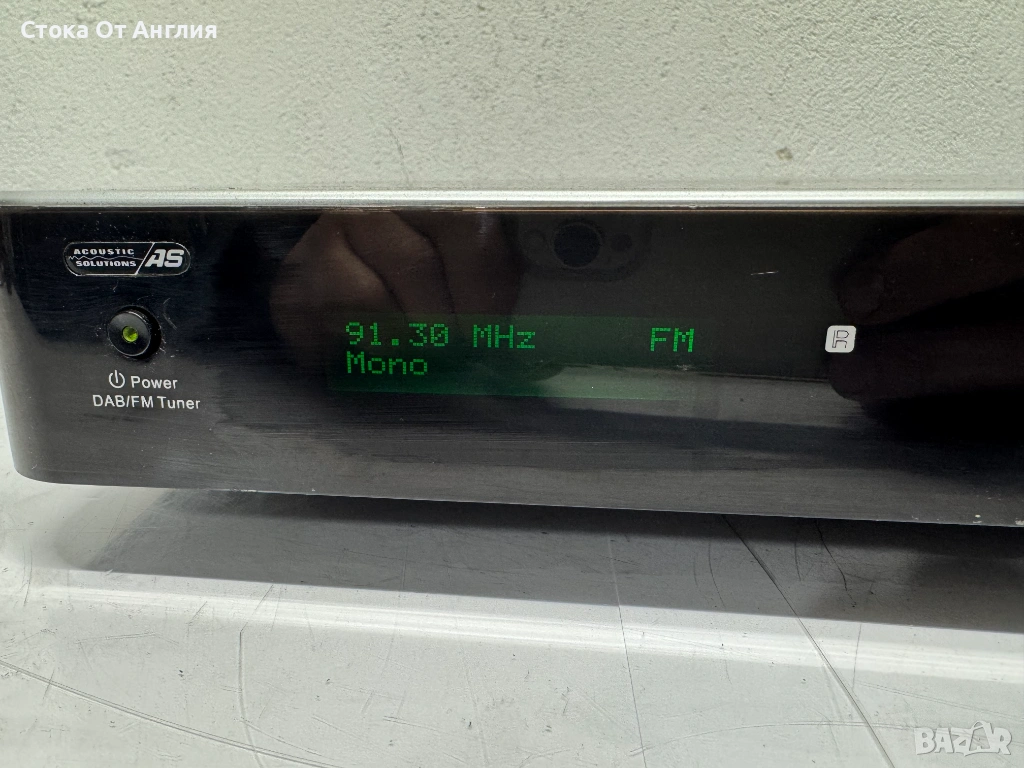 Стока От Англия
ACOUSTIC
SOLUTIONS AS
91.30 MHz FM
Mono
R
Power
DAB/FM Tuner
BAZAR